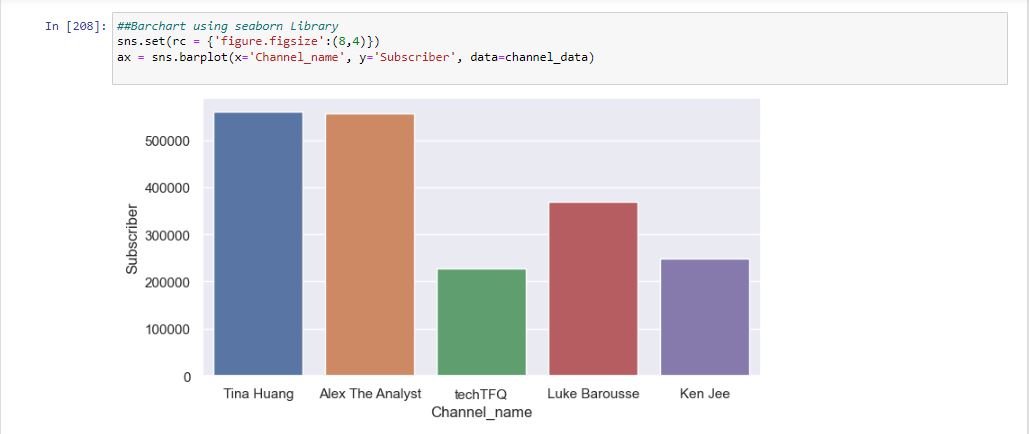 In [208]: ##Barchart using seaborn Library
sns.set(rc = {'figure.figsize':(8,4)})
ax = sns.barplot(x='Channel_name', y='Subscriber', data=channel_data)
500000
400000
300000
200000
100000
0
Subscriber
Tina Huang Alex The Analyst techTFQ Luke Barousse Ken Jee
Channel_name